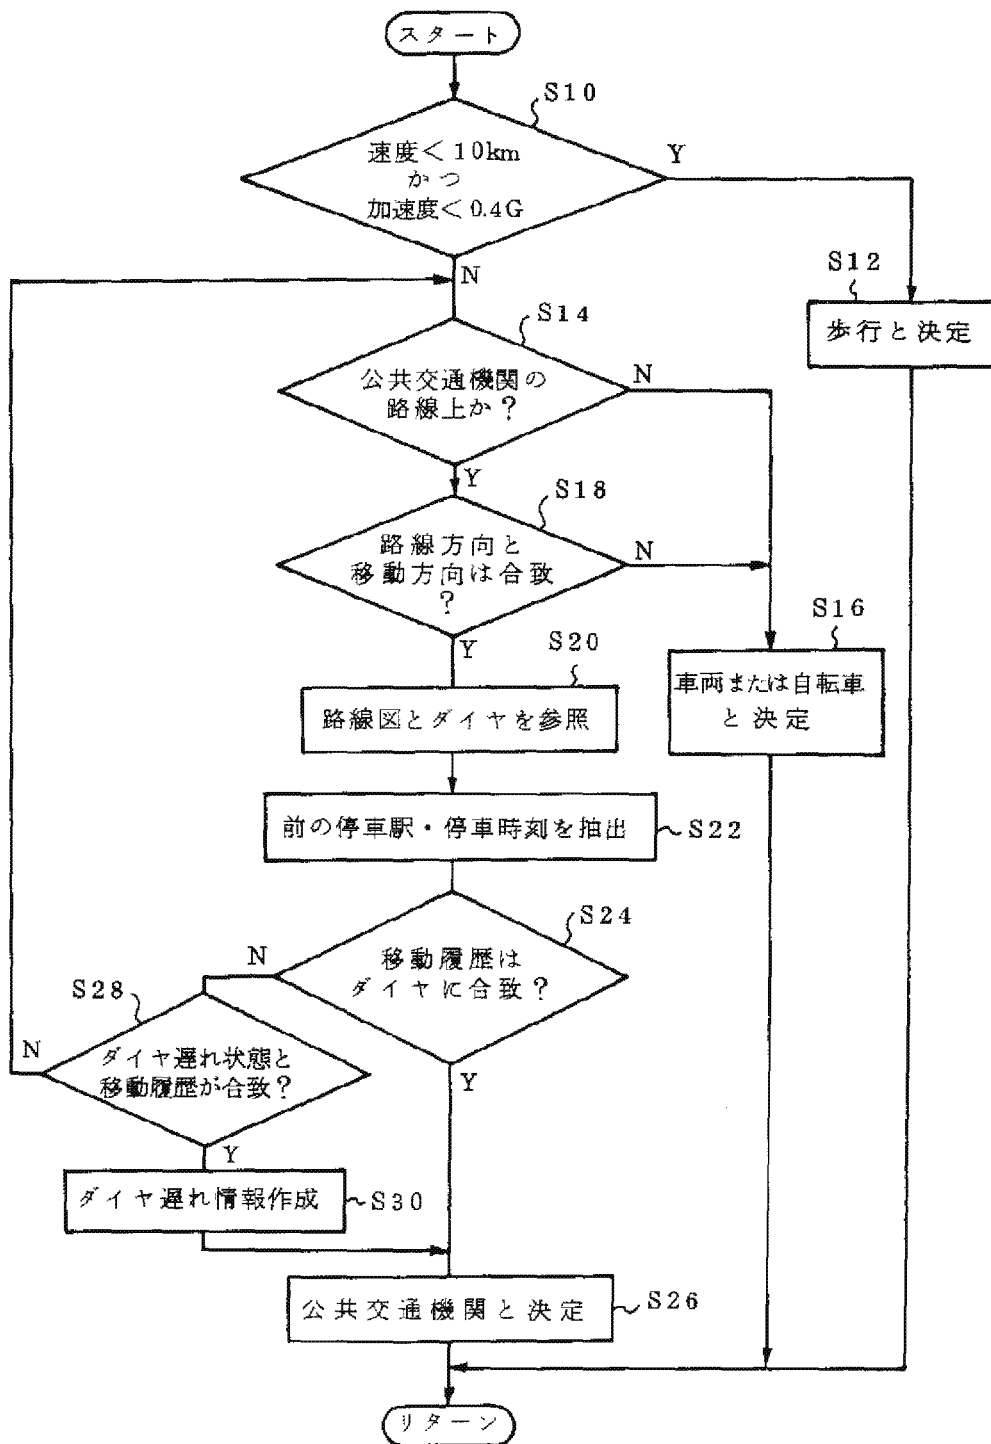 スタート
S10
速度＜10km
かつ
加速度＜0.4G
Y
N
S12
歩行と決定
S14
公共交通機関の
路線上か？
N
Y
S18
路線方向と
移動方向は合致
？
N
Y
S16
車両または自転車
と決定
S20
路線図とダイヤを参照
前の停車駅・停車時刻を抽出
S22
S24
移動履歴は
ダイヤに合致？
N
Y
S28
ダイヤ遅れ状態と
移動履歴が合致？
N
Y
ダイヤ遅れ情報作成
S30
公共交通機関と決定
S26
リターン